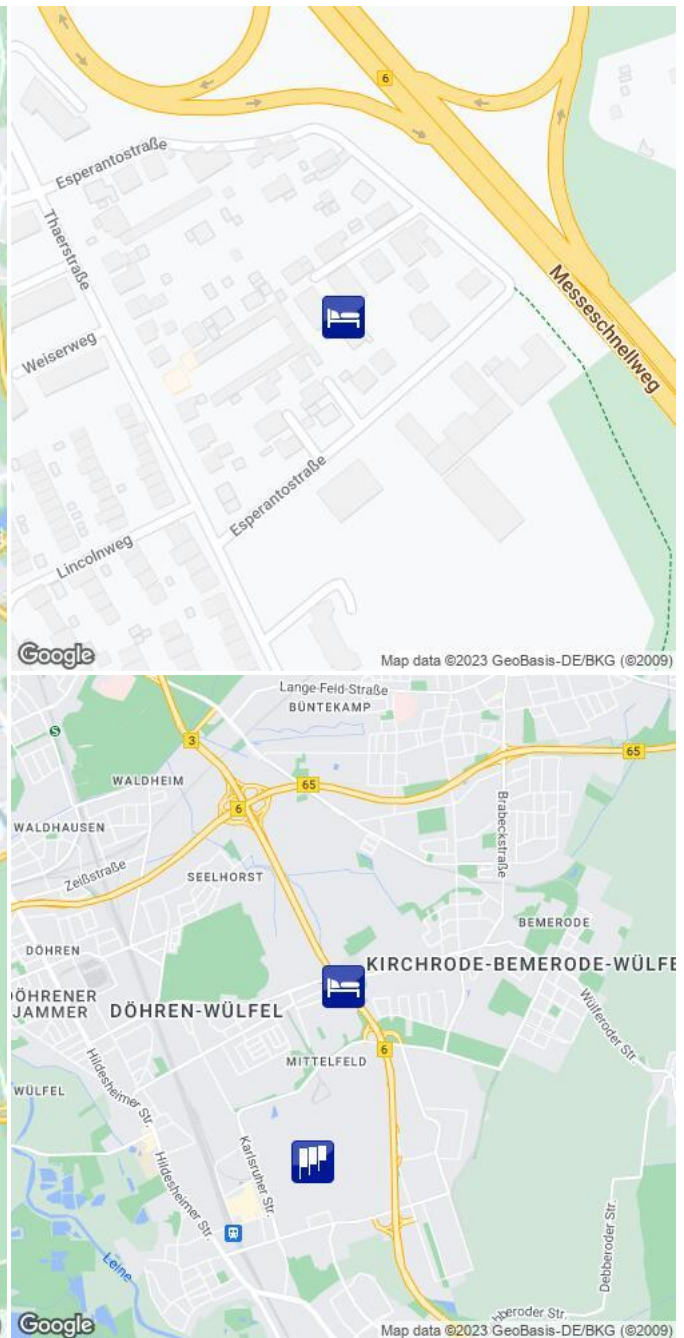 6
Esperantostraße
Thaerstraße
Messeschnellweg
Weiserweg
Esperantostraße
Lincolnweg
Google
Map data ©2023 GeoBasis-DE/BKG (©2009)
Lange-Feld-Straße
BÜNTEKAMP
S
3
65
WALDHEIM
65
6
Brabeckstraße
WALDHAUSEN
Zeißstraße
SEELHORST
BEMERODE
DÖHREN
KIRCHRODE-BEMERODE-WÜLFE
DÖHRENER
JAMMER
DÖHREN-WÜLFEL
Wülferoder Str.
6
MITTELFELD
Hildesheimer Str.
WÜLFEL
Karlsruher Str.
Hildesheimer Str.
Debberoder Str.
Leine
bberoder Str.
Google
Map data ©2023 GeoBasis-DE/BKG (©2009)